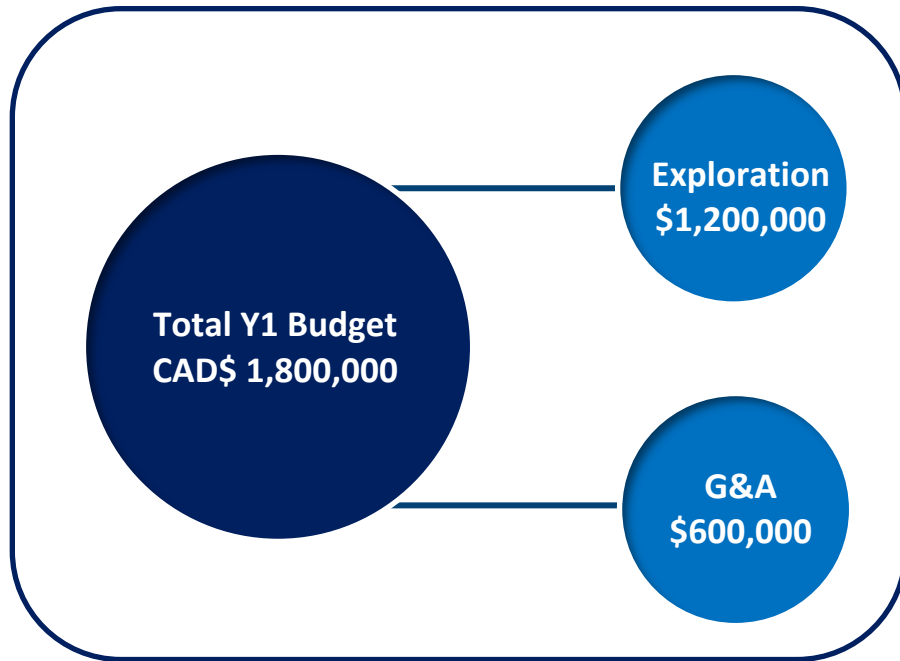 Exploration
$1,200,000
Total Y1 Budget
CAD$ 1,800,000
G&A
$600,000